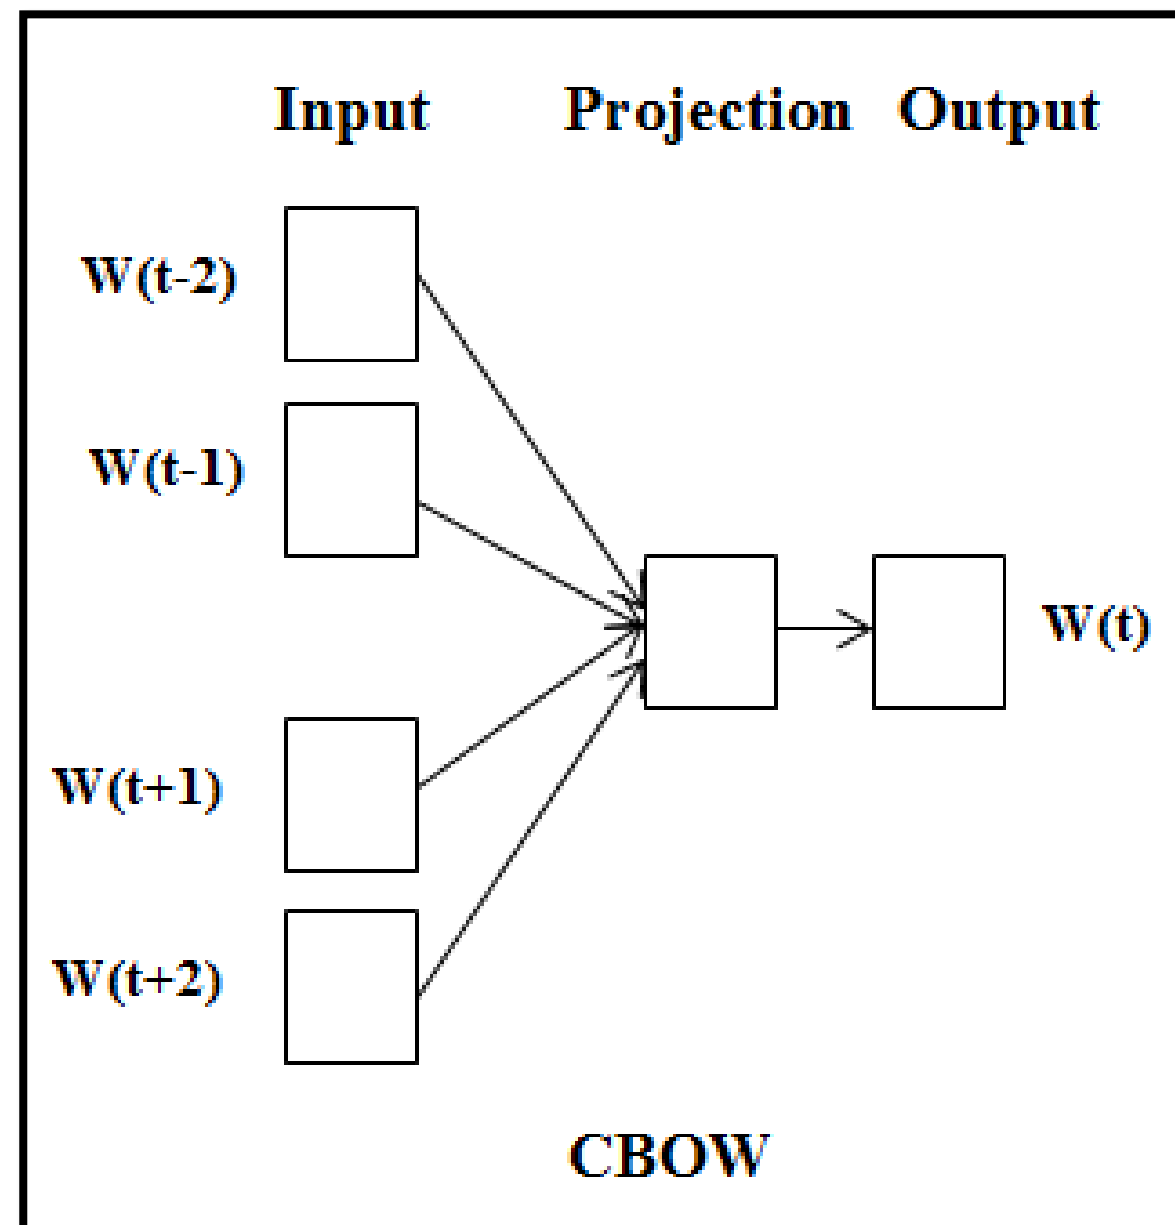 Input Projection Output
W(t-2)
W(t-1)
W(t)
W(t+1)
W(t+2)
CBOW